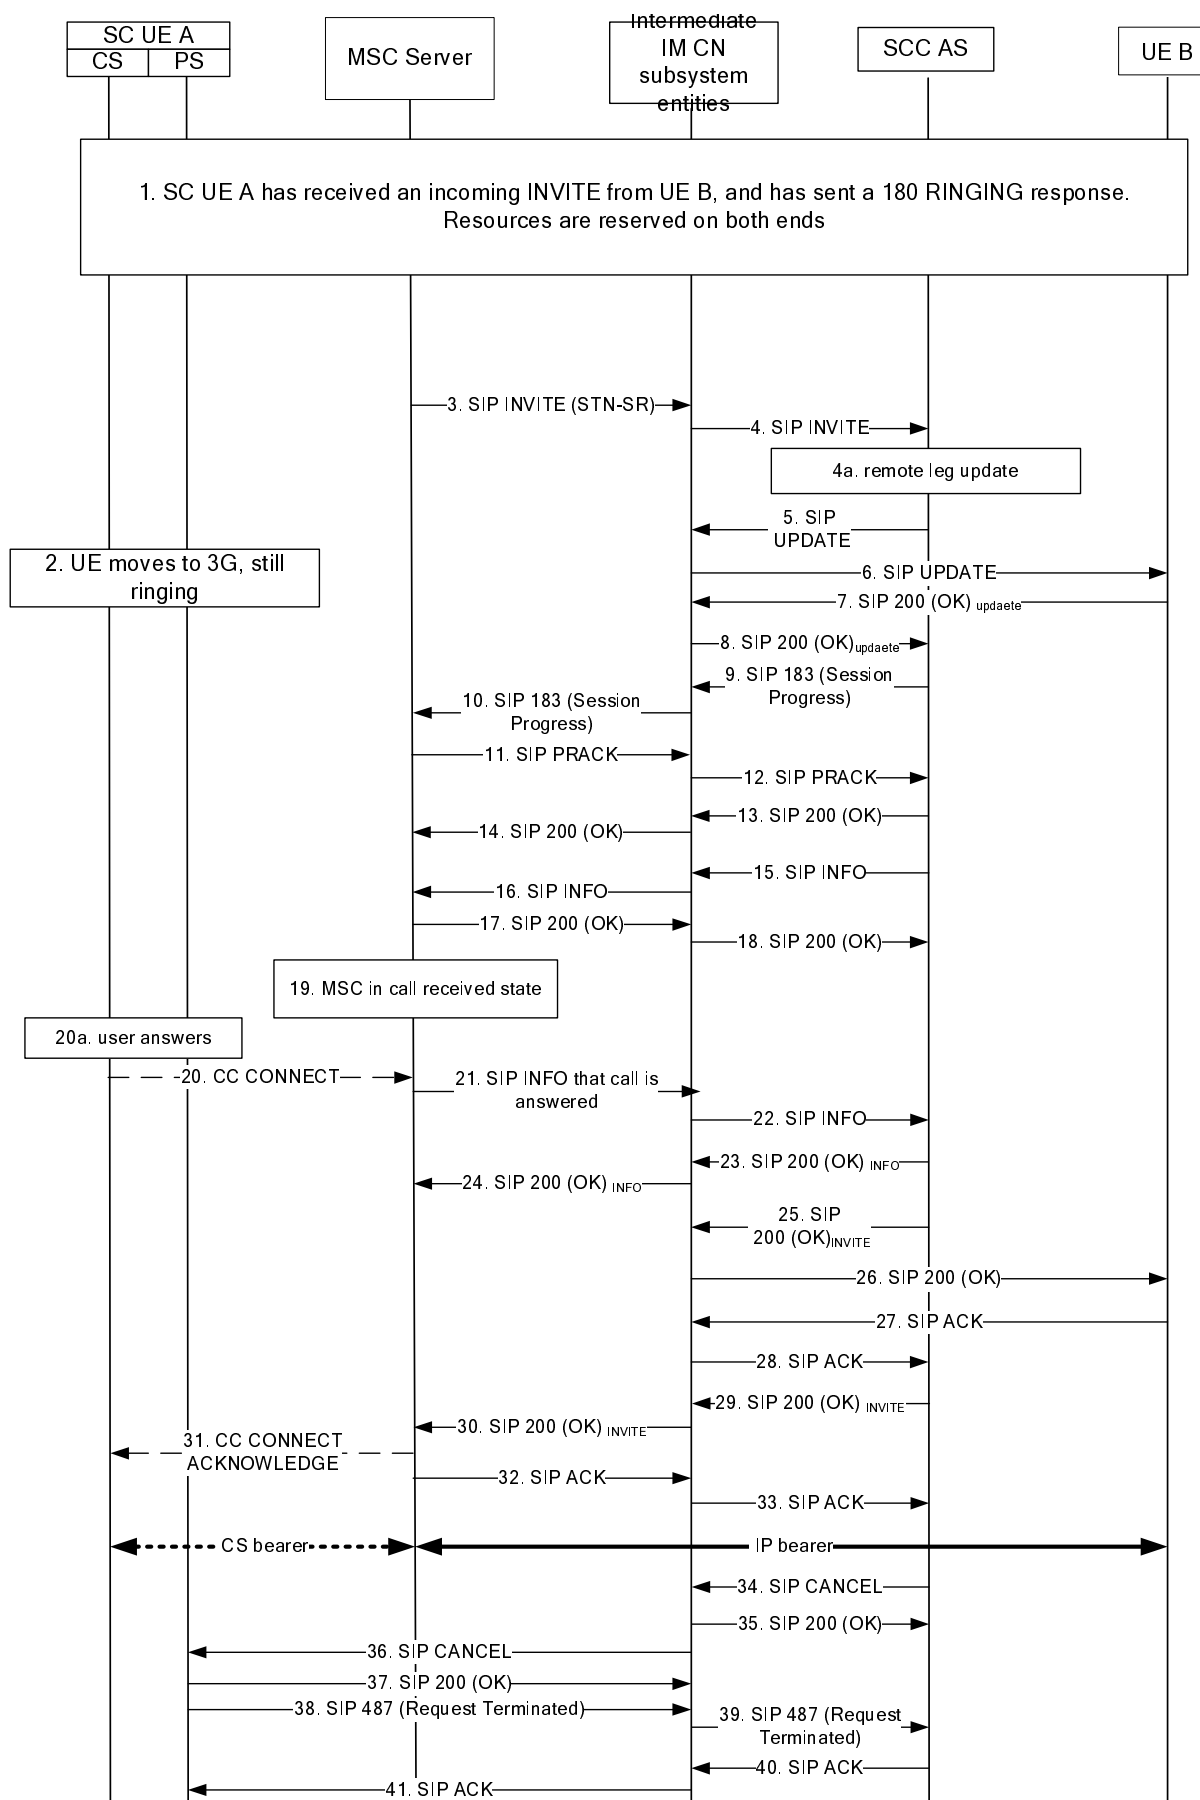 SC UE A
CS
PS
MSC Server
Intermediate
IM CN
subsystem
entities
SCC AS
UE B
1. SC UE A has received an incoming INVITE from UE B, and has sent a 180 RINGING response.
Resources are reserved on both ends
3. SIP INVITE (STN-SR)
4. SIP INVITE
4a. remote leg update
5. SIP
UPDATE
2. UE moves to 3G, still
ringing
6. SIP UPDATE
7. SIP 200 (OK) updaete
8. SIP 200 (OK)updaete
9. SIP 183 (Session
Progress)
10. SIP 183 (Session
Progress)
11. SIP PRACK
12. SIP PRACK
13. SIP 200 (OK)
14. SIP 200 (OK)
15. SIP INFO
16. SIP INFO
17. SIP 200 (OK)
18. SIP 200 (OK)
19. MSC in call received state
20a. user answers
20. CC CONNECT
21. SIP INFO that call is
answered
22. SIP INFO
23. SIP 200 (OK) INFO
24. SIP 200 (OK) INFO
25. SIP
200 (OK)INVITE
26. SIP 200 (OK)
27. SIP ACK
28. SIP ACK
29. SIP 200 (OK) INVITE
30. SIP 200 (OK) INVITE
31. CC CONNECT
ACKNOWLEDGE
32. SIP ACK
33. SIP ACK
CS bearer
IP bearer
34. SIP CANCEL
35. SIP 200 (OK)
36. SIP CANCEL
37. SIP 200 (OK)
38. SIP 487 (Request Terminated)
39. SIP 487 (Request
Terminated)
40. SIP ACK
41. SIP ACK